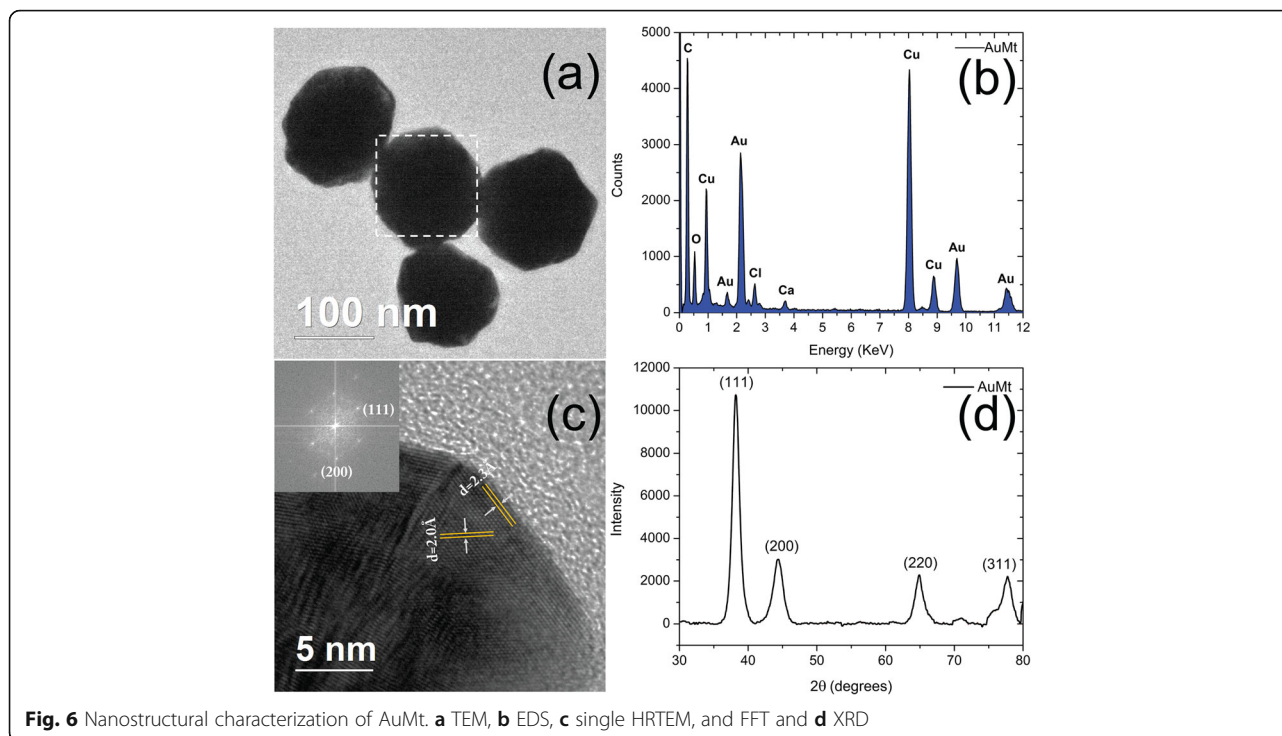 (a)
100 nm
(b)
AuMt
5000
4000
3000
2000
1000
0
Counts
C
O
Cu
Au
Au
Cl
Ca
Cu
Cu
Au
Au
0 1 2 3 4 5 6 7 8 9 10 11 12
Energy (KeV)
(c)
(111)
(200)
d=2.3Å
d=2.0Å
5 nm
(d)
AuMt
12000
10000
8000
6000
4000
2000
0
Intensity
(111)
(200)
(220)
(311)
30 40 50 60 70 80
2θ (degrees)
Fig. 6 Nanostructural characterization of AuMt. a TEM, b EDS, c single HRTEM, and FFT and d XRD